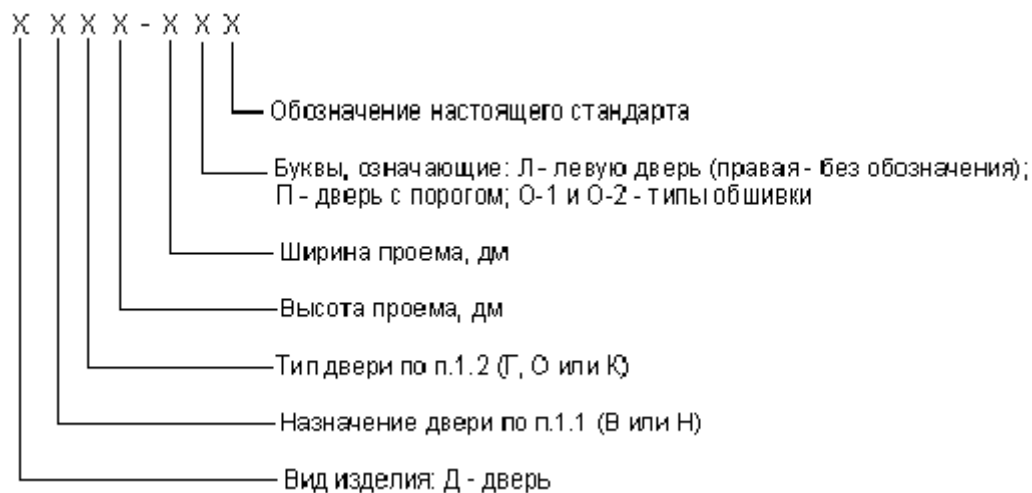 Х Х Х Х - Х Х Х
Обозначение настоящего стандарта
Буквы, означающие: Л - левую дверь (правая - без обозначения);
П - дверь с порогом; О-1 и О-2 - типы обшивки
Ширина проема, дм
Высота проема, дм
Тип двери по п.1.2 (Г, О или К)
Назначение двери по п.1.1 (В или Н)
Вид изделия: Д - дверь